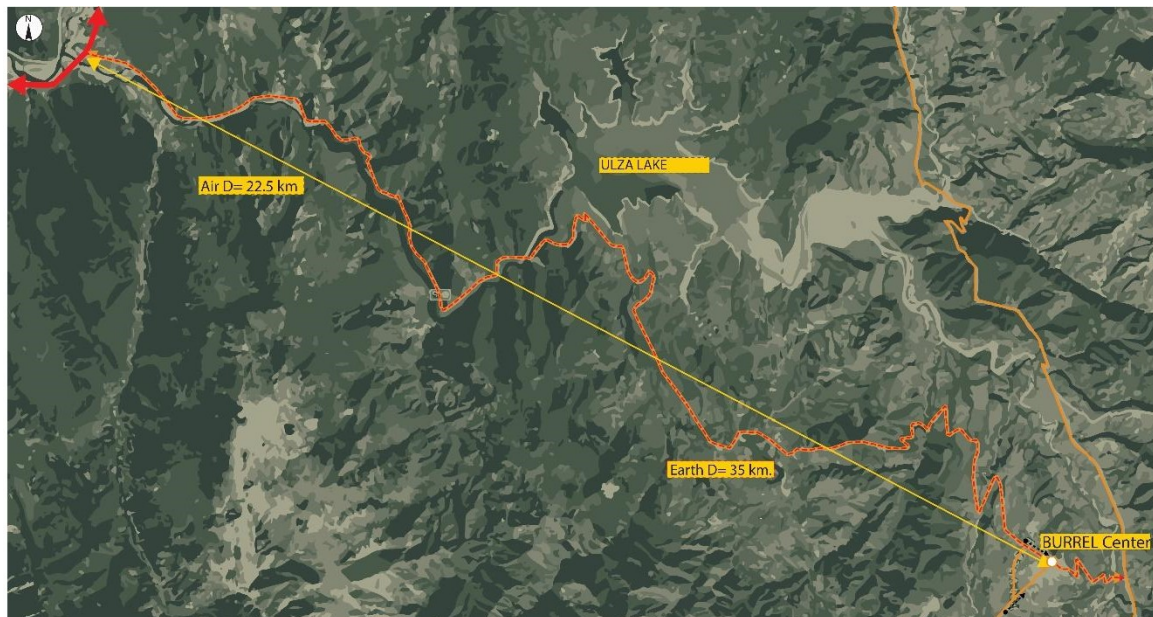 N
ULZA LAKE
Air D= 22.5 km
Earth D= 35 km.
BURREL Center